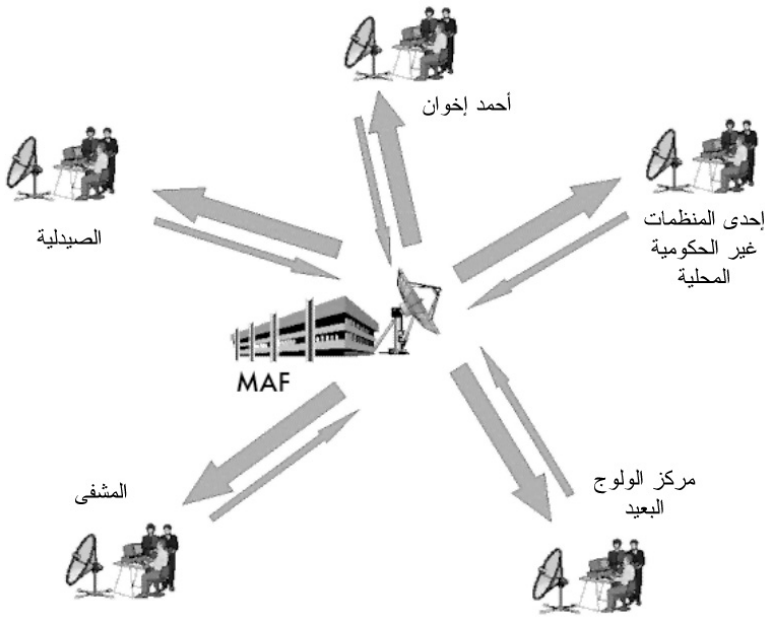 أحمد إخوان
إحدى المنظمات
غير الحكومية
المحلية
الصيدلية
MAF
مركز الولوج
البعيد
المشفى